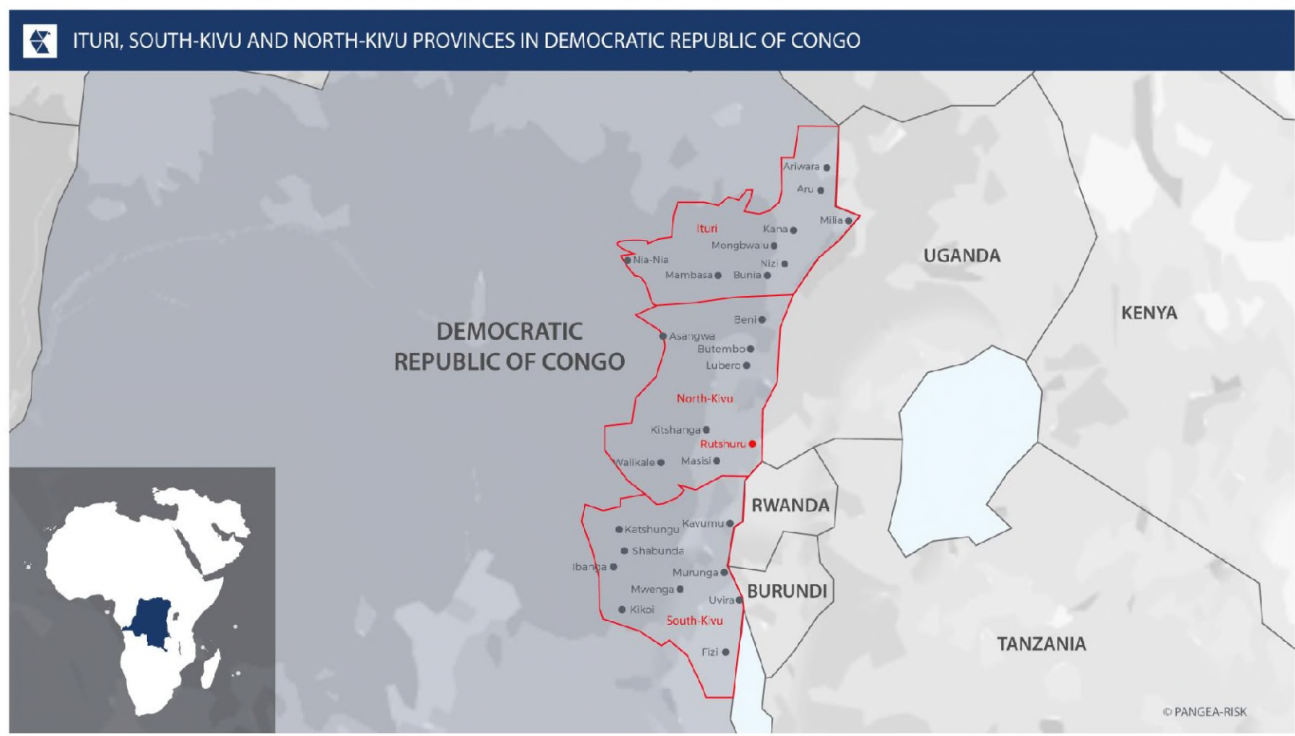 ITURI, SOUTH-KIVU AND NORTH-KIVU PROVINCES IN DEMOCRATIC REPUBLIC OF CONGO
Ariwara
Aru
Milia
Ituri
Kana
Mongbwalu
Nia-Nia
Nizi
Mambasa
Bunia
UGANDA
KENYA
DEMOCRATIC
REPUBLIC OF CONGO
Beni
Asangwa
Butembo
Lubero
North-Kivu
Kitshanga
Rutshuru
Walikale
Masisi
RWANDA
Katshungu
Kavumu
Shabunda
Ibanga
Murunga
Mwenga
BURUNDI
Uvira
Kikoi
South-Kivu
Fizi
TANZANIA
© PANGEA-RISK